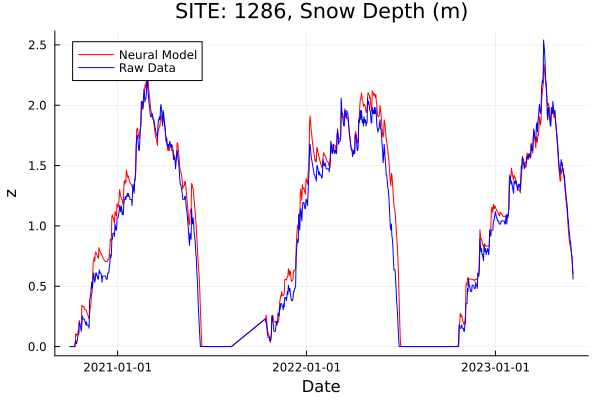 SITE: 1286, Snow Depth (m)
Neural Model
Raw Data
2.5
2.0
1.5
1.0
0.5
0.0
z
2021-01-01
2022-01-01
2023-01-01
Date